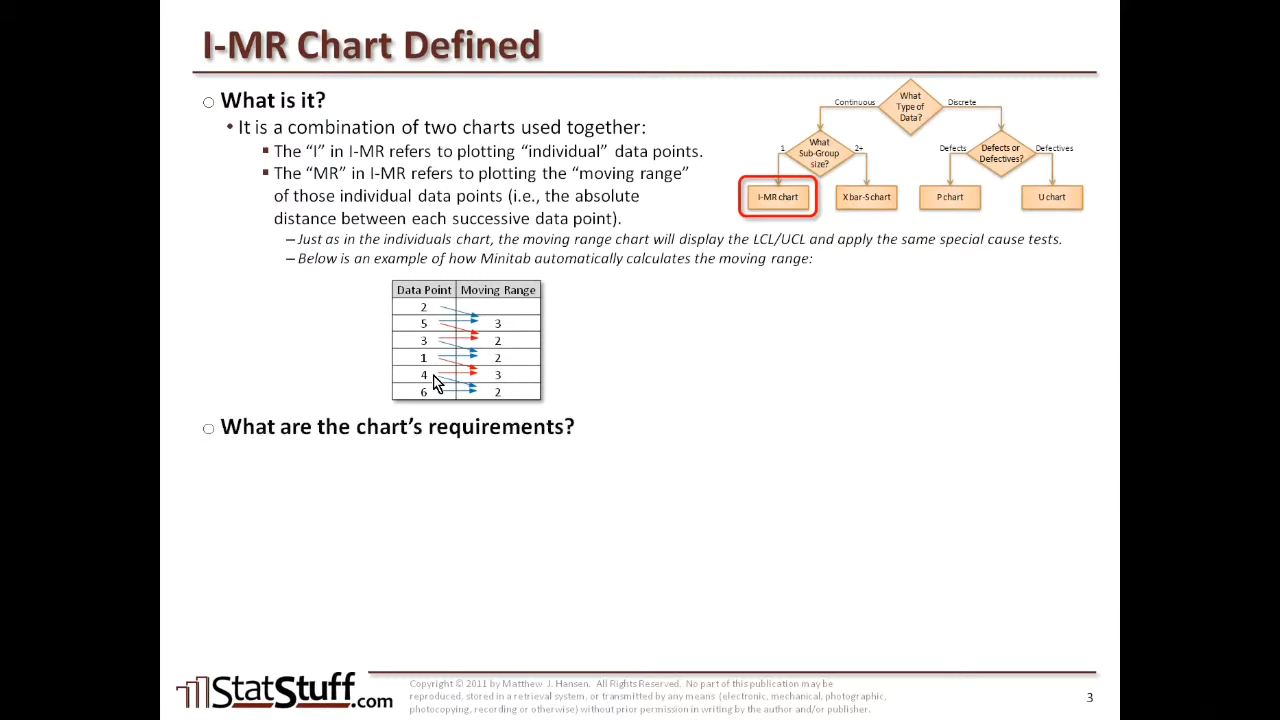 I-MR Chart Defined
What is it?
• It is a combination of two charts used together:
▪ The “I” in I-MR refers to plotting “individual” data points.
▪ The “MR” in I-MR refers to plotting the “moving range”
of those individual data points (i.e., the absolute
distance between each successive data point).
– Just as in the individuals chart, the moving range chart will display the LCL/UCL and apply the same special cause tests.
– Below is an example of how Minitab automatically calculates the moving range:
What
Type of
Data?
Continuous
Discrete
What
Sub-Group
size?
1
2+
Defects or
Defectives?
Defects
Defectives
I-MR chart
X bar-S chart
P chart
U chart
Data Point Moving Range
2
5 3
3 2
1 2
4 3
6 2
What are the chart’s requirements?
StatStuff.com
Copyright © 2011 by Matthew J. Hansen. All Rights Reserved. No part of this publication may be
reproduced, stored in a retrieval system, or transmitted by any means (electronic, mechanical, photographic,
photocopying, recording or otherwise) without prior permission in writing by the author and/or publisher.
3